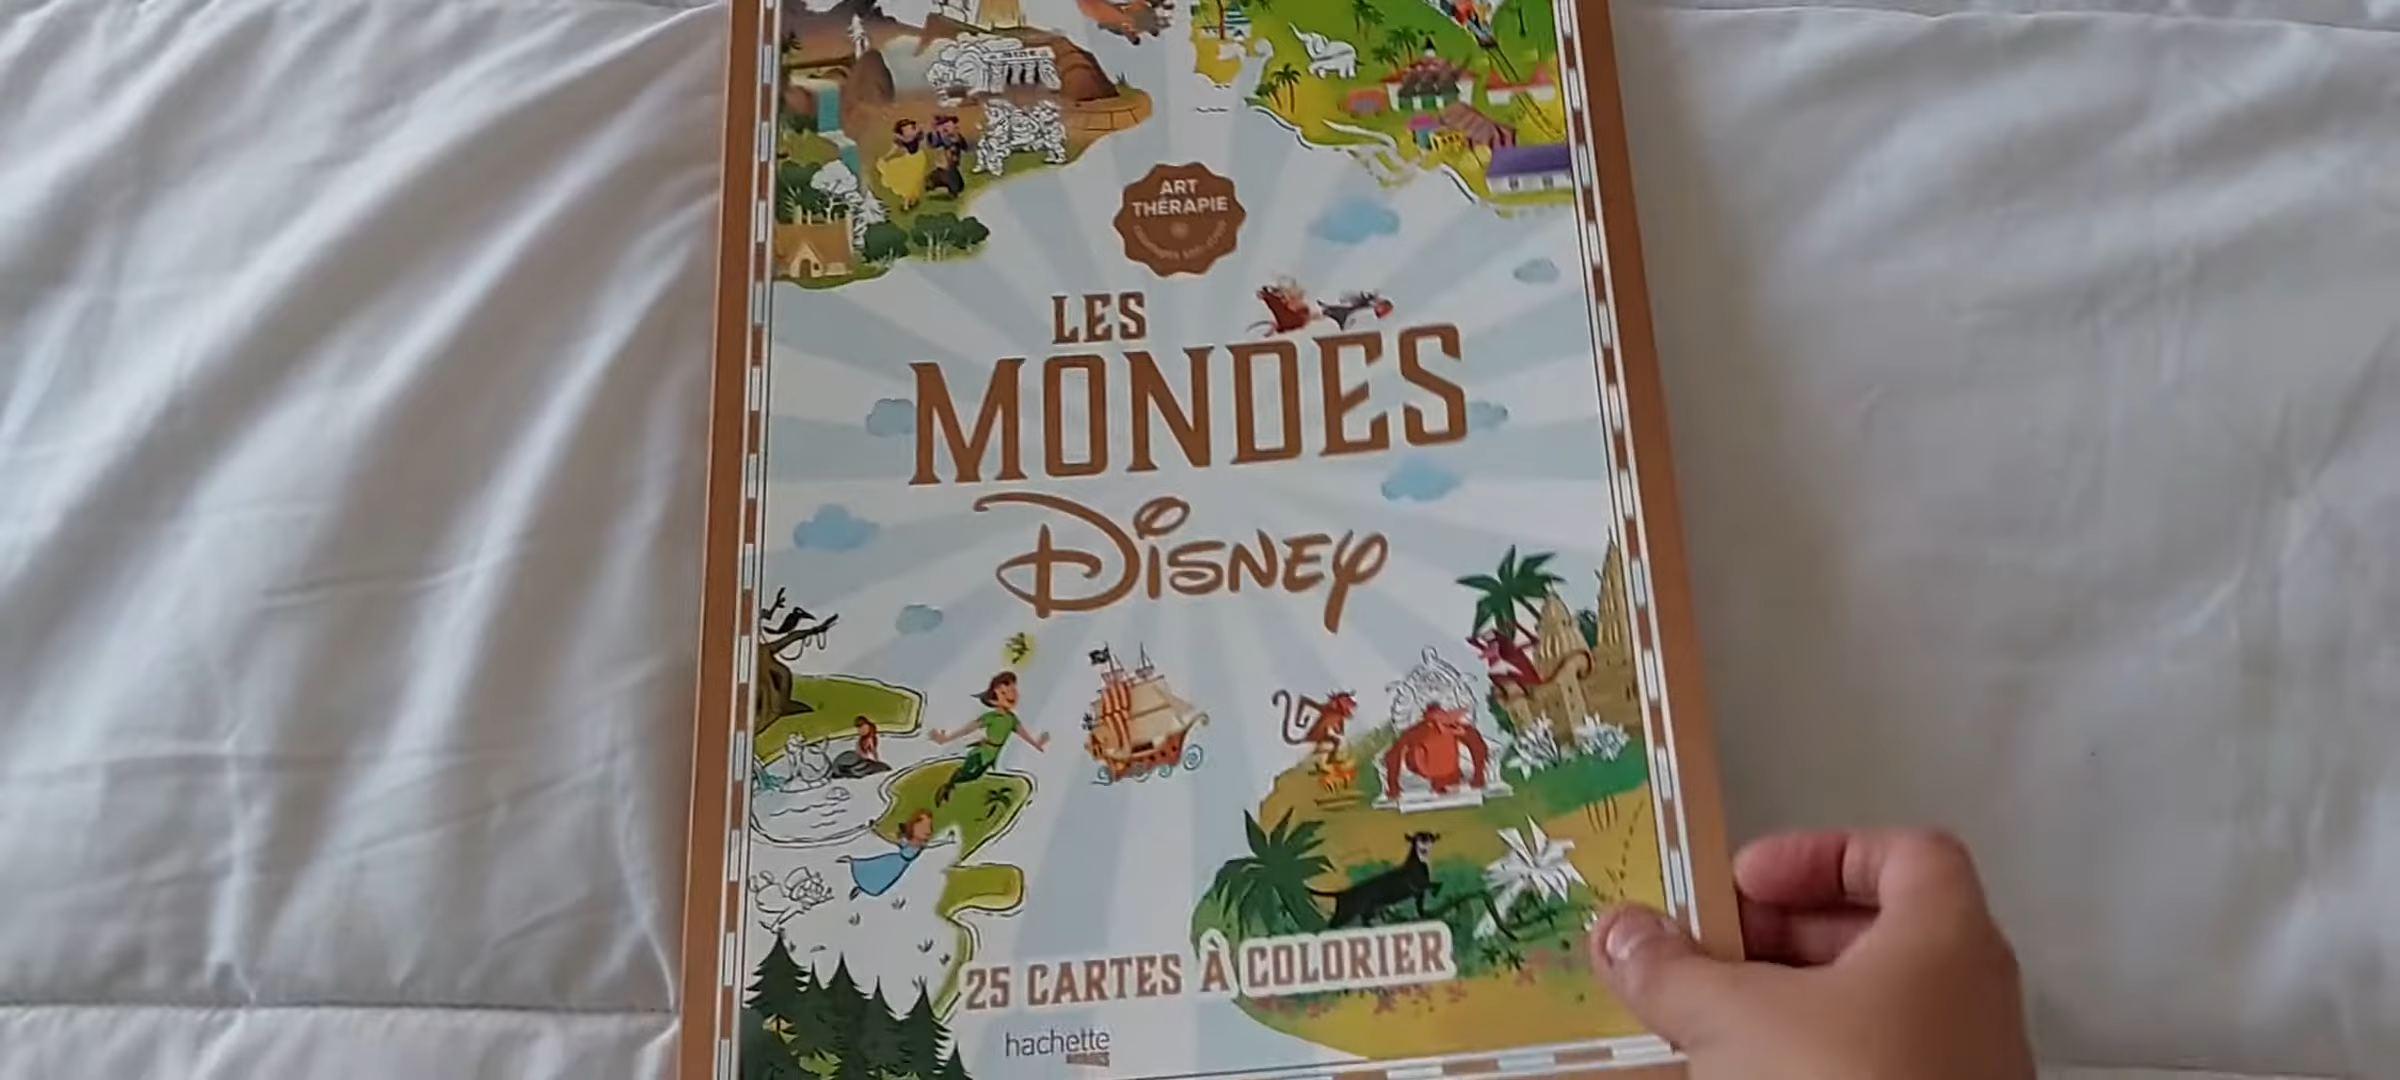 ART
THÉRAPIE
LES
MONDES
Disney
25 CARTES À COLORIER
hachette